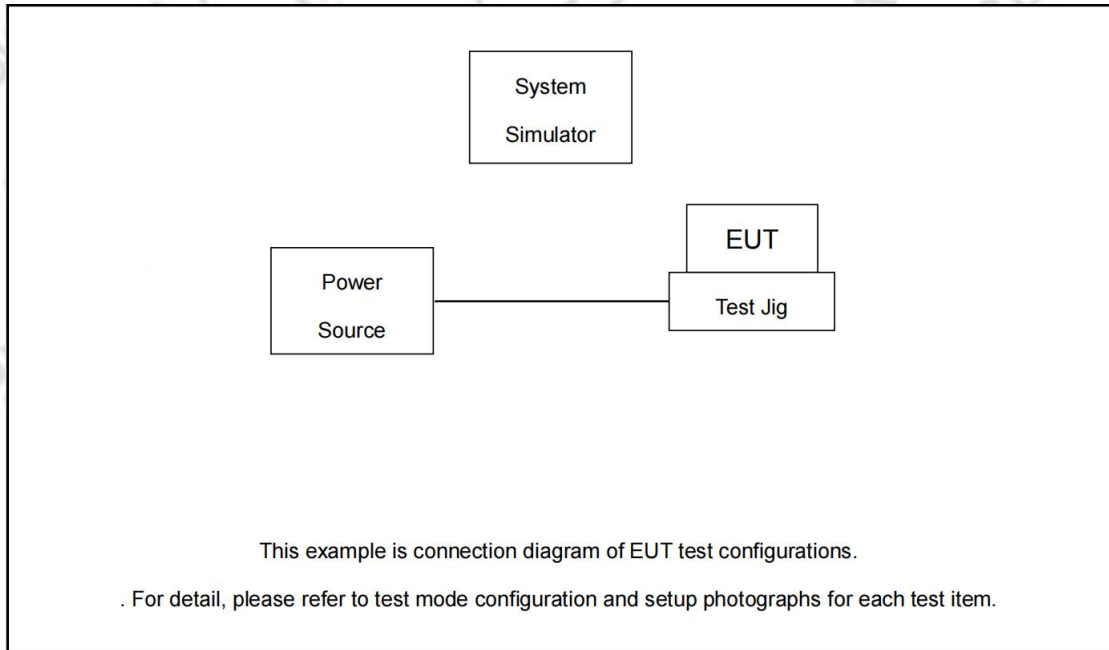 System
Simulator
EUT
Power
Source
Test Jig
This example is connection diagram of EUT test configurations.
. For detail, please refer to test mode configuration and setup photographs for each test item.